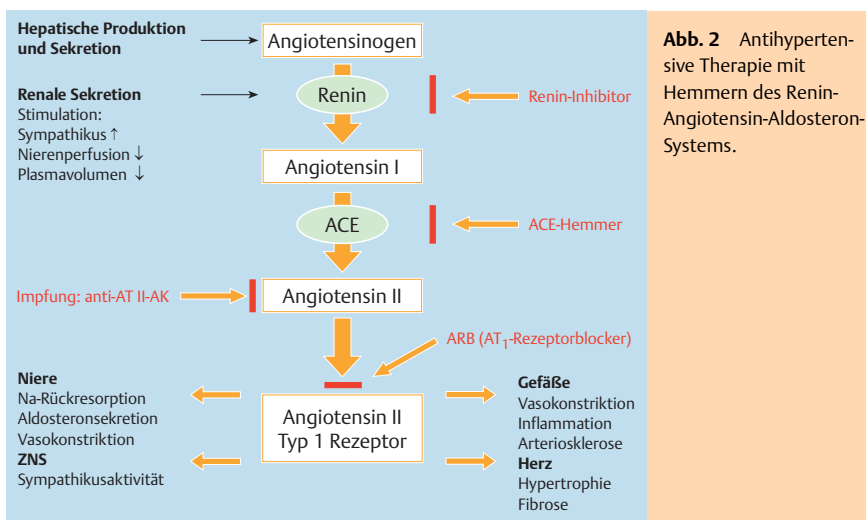 Hepatische Produktion
und Sekretion
Angiotensinogen
Renale Sekretion
Stimulation:
Sympathikus ↑
Nierenperfusion ↓
Plasmavolumen ↓
Renin
Renin-Inhibitor
Angiotensin I
ACE
ACE-Hemmer
Impfung: anti-AT II-AK
Angiotensin II
ARB (AT₁-Rezeptorblocker)
Niere
Na-Rückresorption
Aldosteronsekretion
Vasokonstriktion
ZNS
Sympathikusaktivität
Angiotensin II
Typ 1 Rezeptor
Gefäße
Vasokonstriktion
Inflammation
Arteriosklerose
Herz
Hypertrophie
Fibrose
Abb. 2 Antihyperten-
sive Therapie mit
Hemmern des Renin-
Angiotensin-Aldosteron-
Systems.